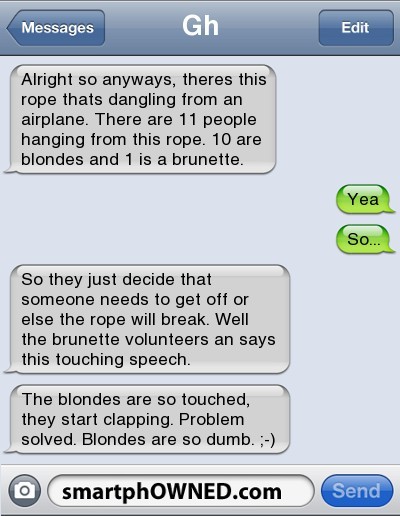 Messages
Gh
Edit
Alright so anyways, theres this
rope thats dangling from an
airplane. There are 11 people
hanging from this rope. 10 are
blondes and 1 is a brunette.
Yea
So...
So they just decide that
someone needs to get off or
else the rope will break. Well
the brunette volunteers an says
this touching speech.
The blondes are so touched,
they start clapping. Problem
solved. Blondes are so dumb. ;-)
smartphOWNED.com
Send